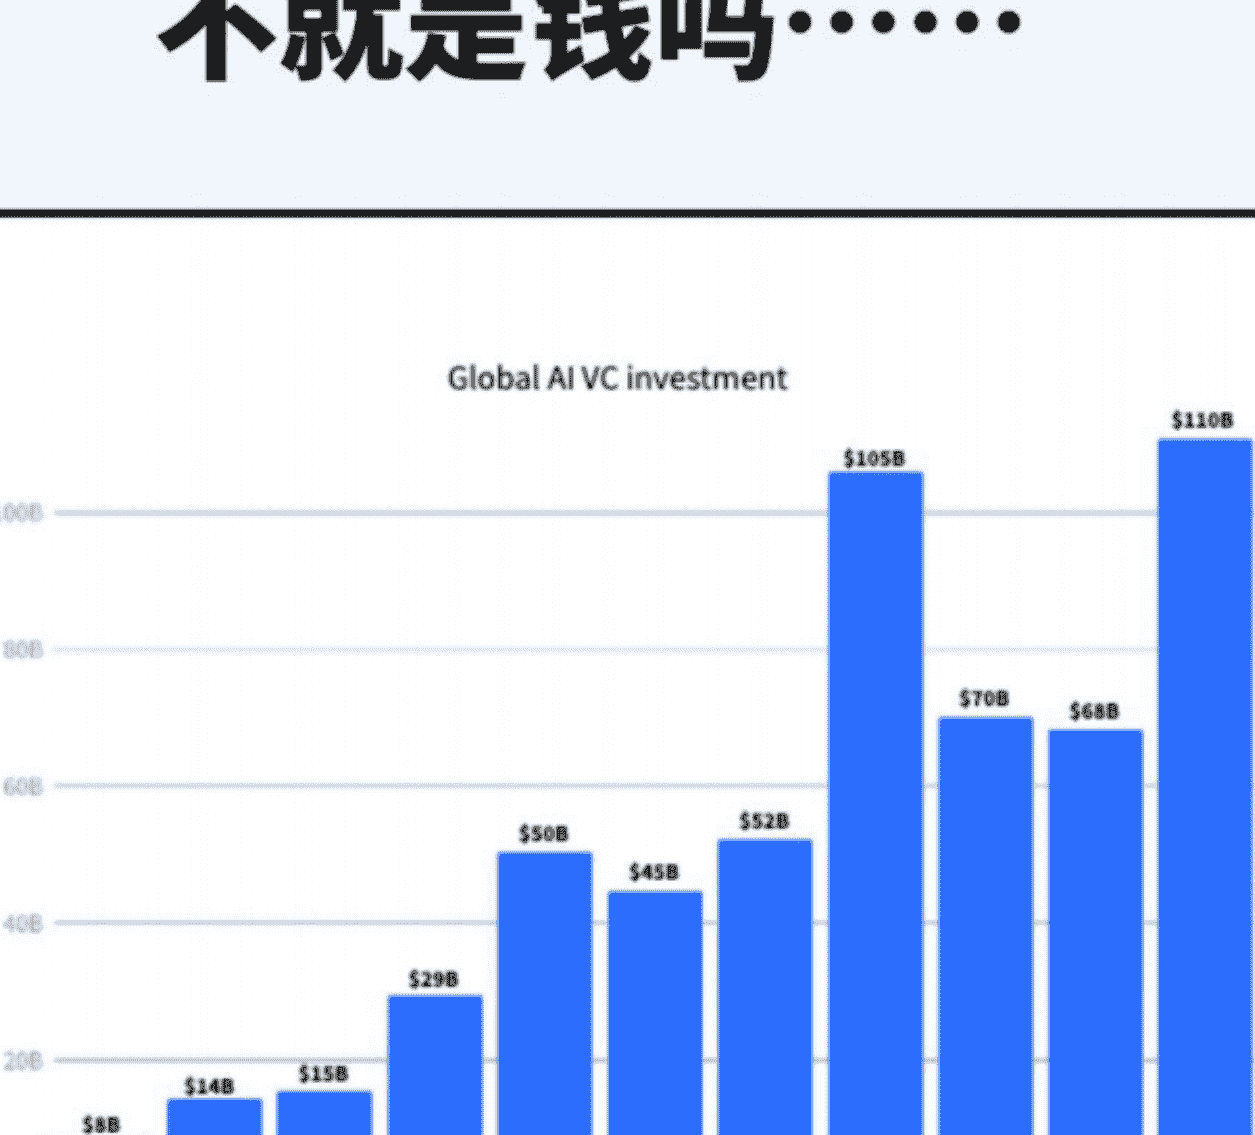 不就是钱吗……
Global AI VC investment
$110B
$105B
00B
80B
$70B
$68B
60B
$52B
$50B
$45B
40B
$29B
20B
$15B
$14B
$8B